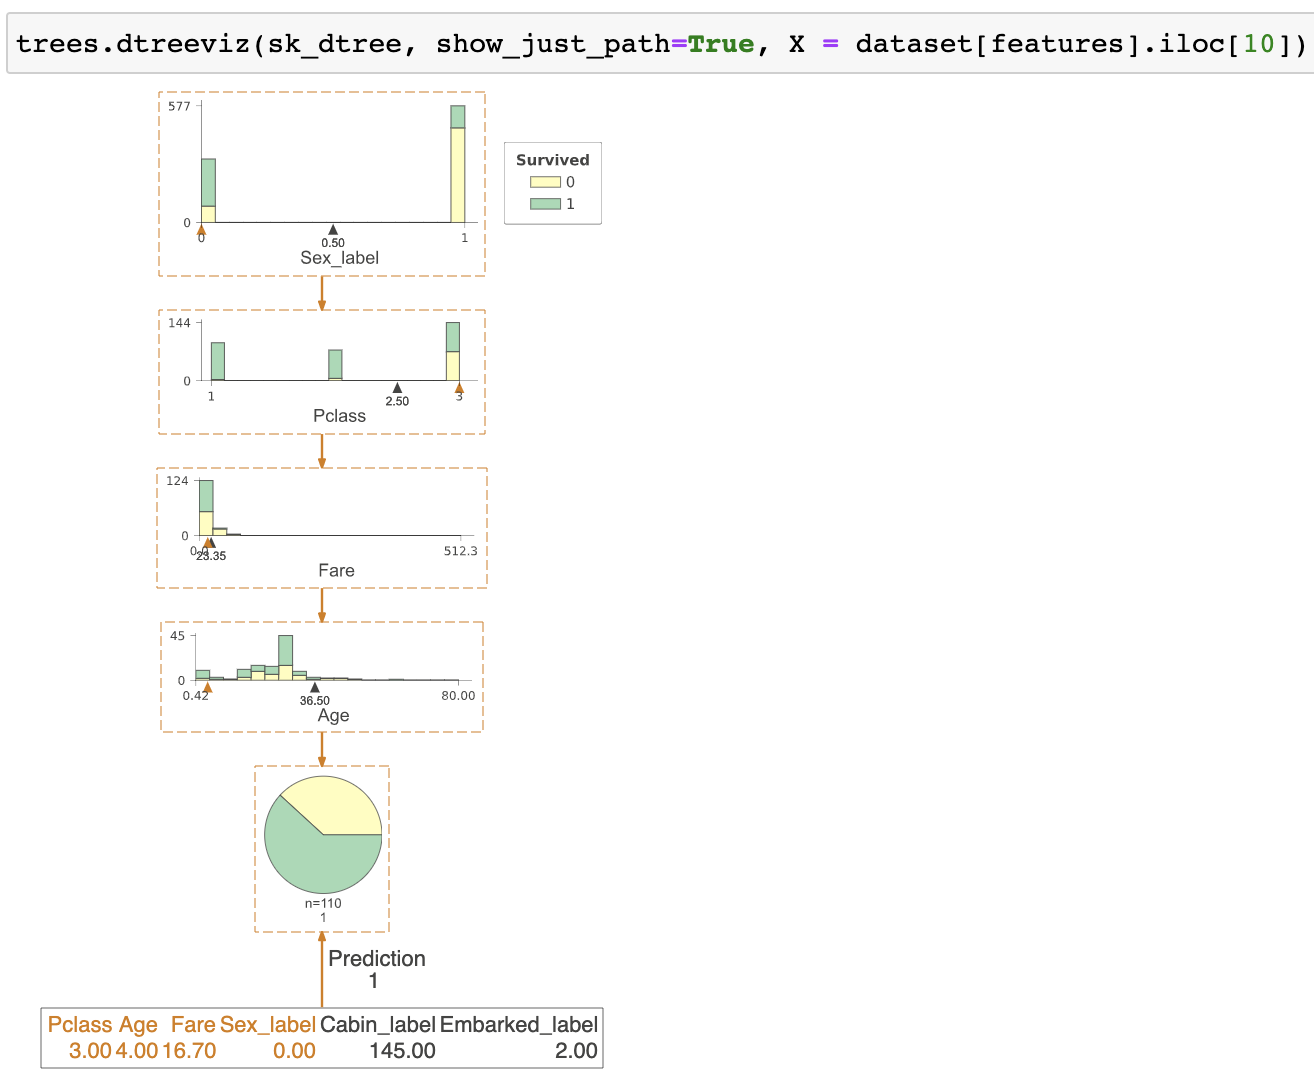 trees.dtreeviz(sk_dtree, show_just_path=True, X = dataset[features].iloc[10])
577
0
0
0.50
1
Sex_label
Survived
0
1
144
0
1
2.50
3
Pclass
124
0
23.35
512.3
Fare
45
0
0.42
36.50
80.00
Age
n=110
1
Prediction
1
Pclass Age Fare Sex_label Cabin_label Embarked_label
3.00 4.00 16.70 0.00 145.00 2.00